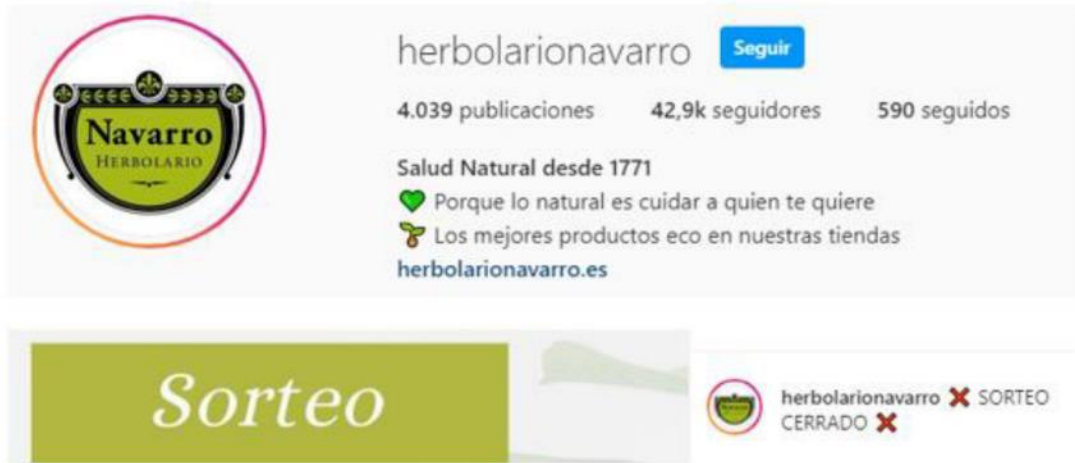 Navarro
HERBOLARIO
herbolarionavarro Seguir
4.039 publicaciones 42,9k seguidores 590 seguidos
Salud Natural desde 1771
💚 Porque lo natural es cuidar a quien te quiere
🌱 Los mejores productos eco en nuestras tiendas
herbolarionavarro.es
Sorteo
Navarro
herbolarionavarro ❌ SORTEO
CERRADO ❌